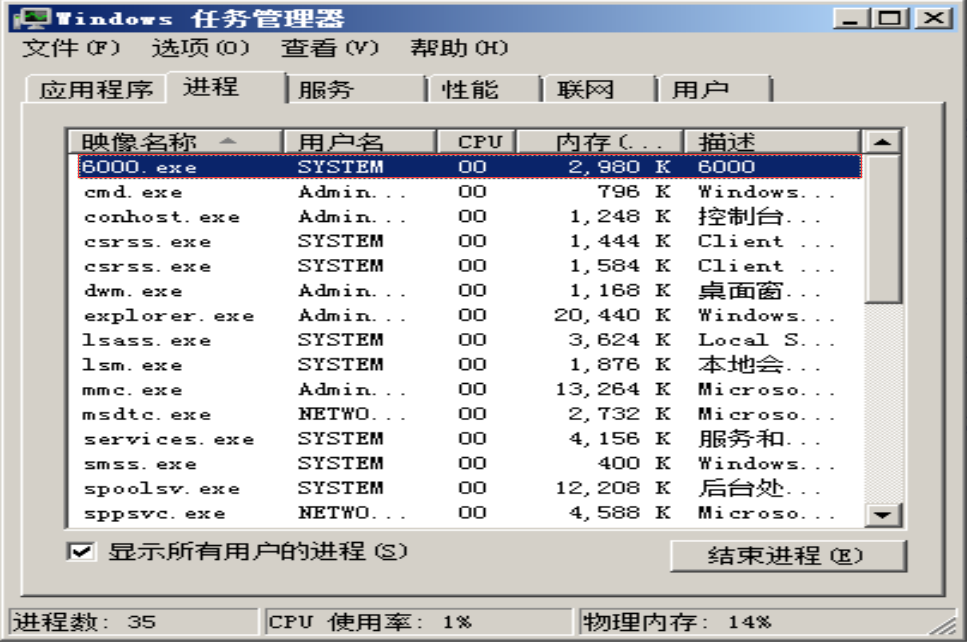 Windows 任务管理器
文件(F) 选项(O) 查看(V) 帮助(H)
应用程序 进程 服务 性能 联网 用户
映像名称 用户名 CPU 内存(... 描述
6000.exe SYSTEM 00 2,980 K 6000
cmd.exe Admin... 00 796 K Windows...
conhost.exe Admin... 00 1,248 K 控制台...
csrss.exe SYSTEM 00 1,444 K Client ...
csrss.exe SYSTEM 00 1,584 K Client ...
dwm.exe Admin... 00 1,168 K 桌面窗...
explorer.exe Admin... 00 20,440 K Windows...
lsass.exe SYSTEM 00 3,624 K Local S...
lsm.exe SYSTEM 00 1,876 K 本地会...
mmc.exe Admin... 00 13,264 K Microso...
msdtc.exe NETWO... 00 2,732 K Microso...
services.exe SYSTEM 00 4,156 K 服务和...
smss.exe SYSTEM 00 400 K Windows...
spoolsv.exe SYSTEM 00 12,208 K 后台处...
sppsvc.exe NETWO... 00 4,588 K Microso...
显示所有用户的进程(S) 结束进程(E)
进程数: 35 CPU 使用率: 1% 物理内存: 14%